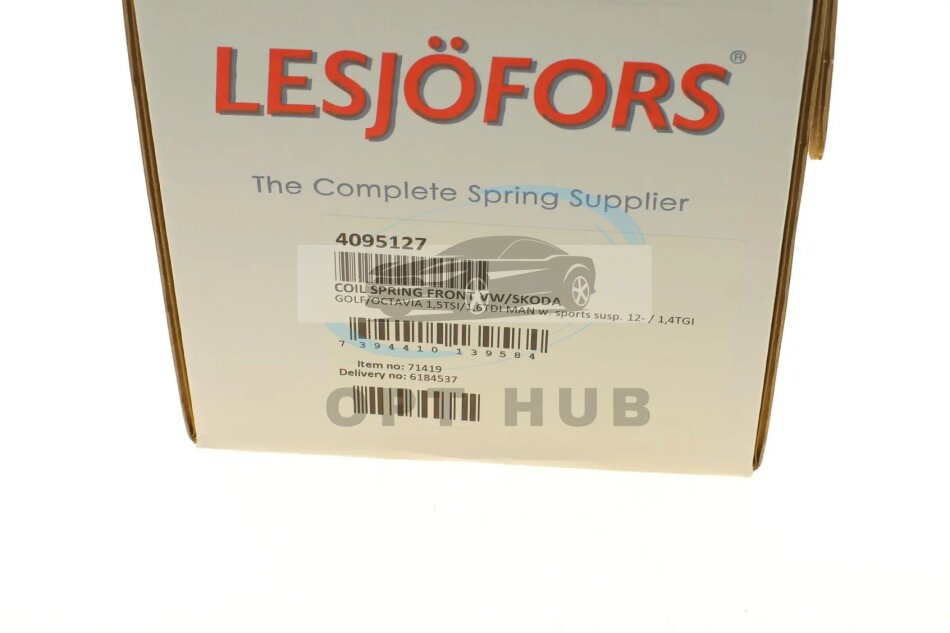 LESJÖFORS®
The Complete Spring Supplier
4095127
COIL SPRING FRONT VW/SKODA
GOLF/OCTAVIA 1,5TSI/1,6TDI MAN w. sports susp. 12- / 1,4TGI
7 394410 139584
Item no: 71419
Delivery no: 6184537
OPT HUB